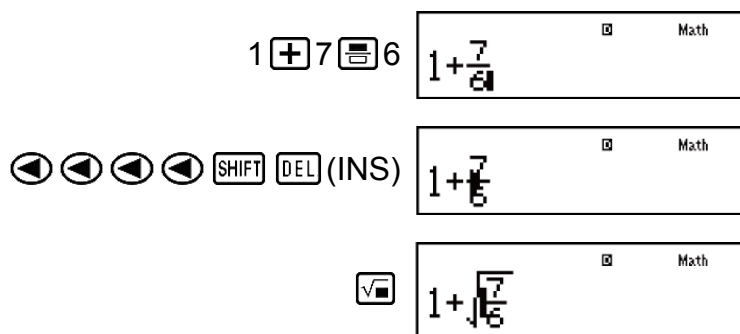 1 + 7 ▤ 6
D Math
1+7/6
◀ ◀ ◀ ◀ SHIFT DEL (INS)
D Math
1+7/6
√■
D Math
1+√7/6